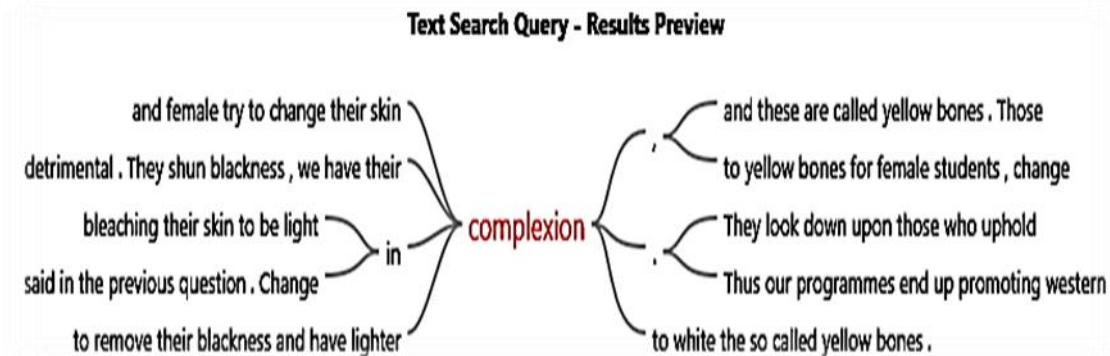 Text Search Query - Results Preview
and female try to change their skin
detrimental . They shun blackness , we have their
bleaching their skin to be light
said in the previous question . Change
in
to remove their blackness and have lighter
complexion
,
and these are called yellow bones . Those
to yellow bones for female students , change
.
They look down upon those who uphold
Thus our programmes end up promoting western
to white the so called yellow bones .